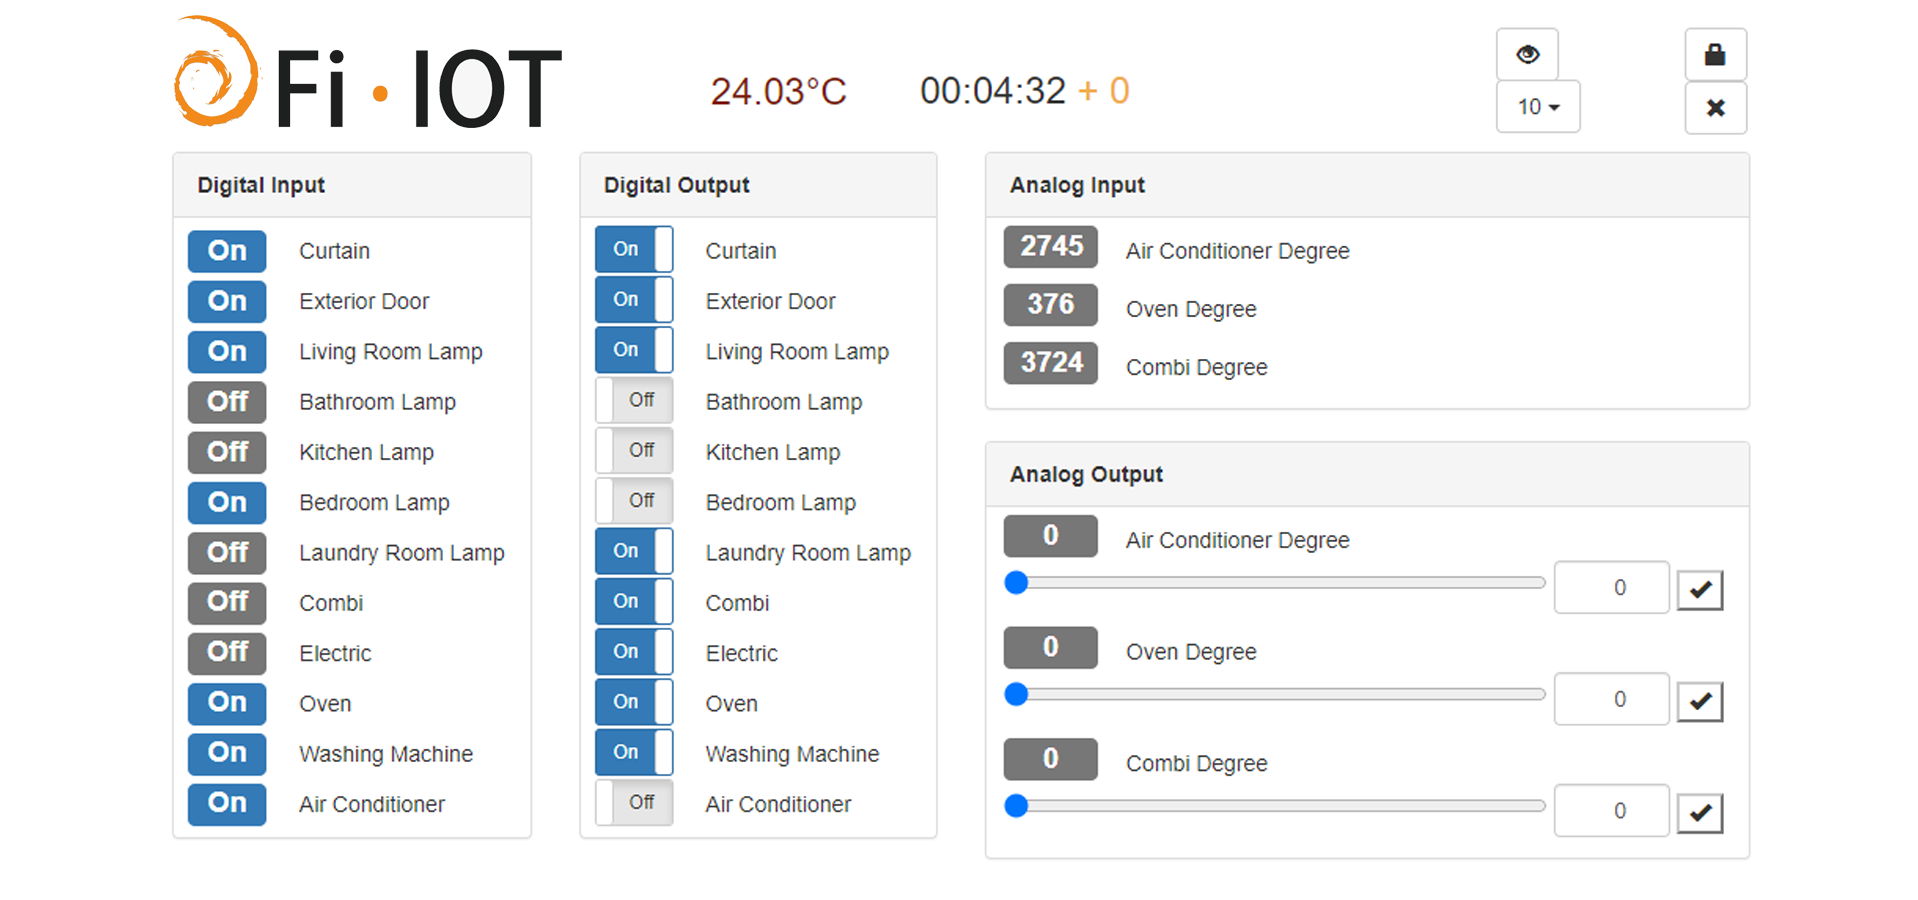 Fi · IOT
24.03°C
00:04:32 + 0
10
Digital Input
On Curtain
On Exterior Door
On Living Room Lamp
Off Bathroom Lamp
Off Kitchen Lamp
On Bedroom Lamp
Off Laundry Room Lamp
Off Combi
Off Electric
On Oven
On Washing Machine
On Air Conditioner
Digital Output
On Curtain
On Exterior Door
On Living Room Lamp
Off Bathroom Lamp
Off Kitchen Lamp
Off Bedroom Lamp
On Laundry Room Lamp
On Combi
On Electric
On Oven
On Washing Machine
Off Air Conditioner
Analog Input
2745 Air Conditioner Degree
376 Oven Degree
3724 Combi Degree
Analog Output
0 Air Conditioner Degree
0
0 Oven Degree
0
0 Combi Degree
0